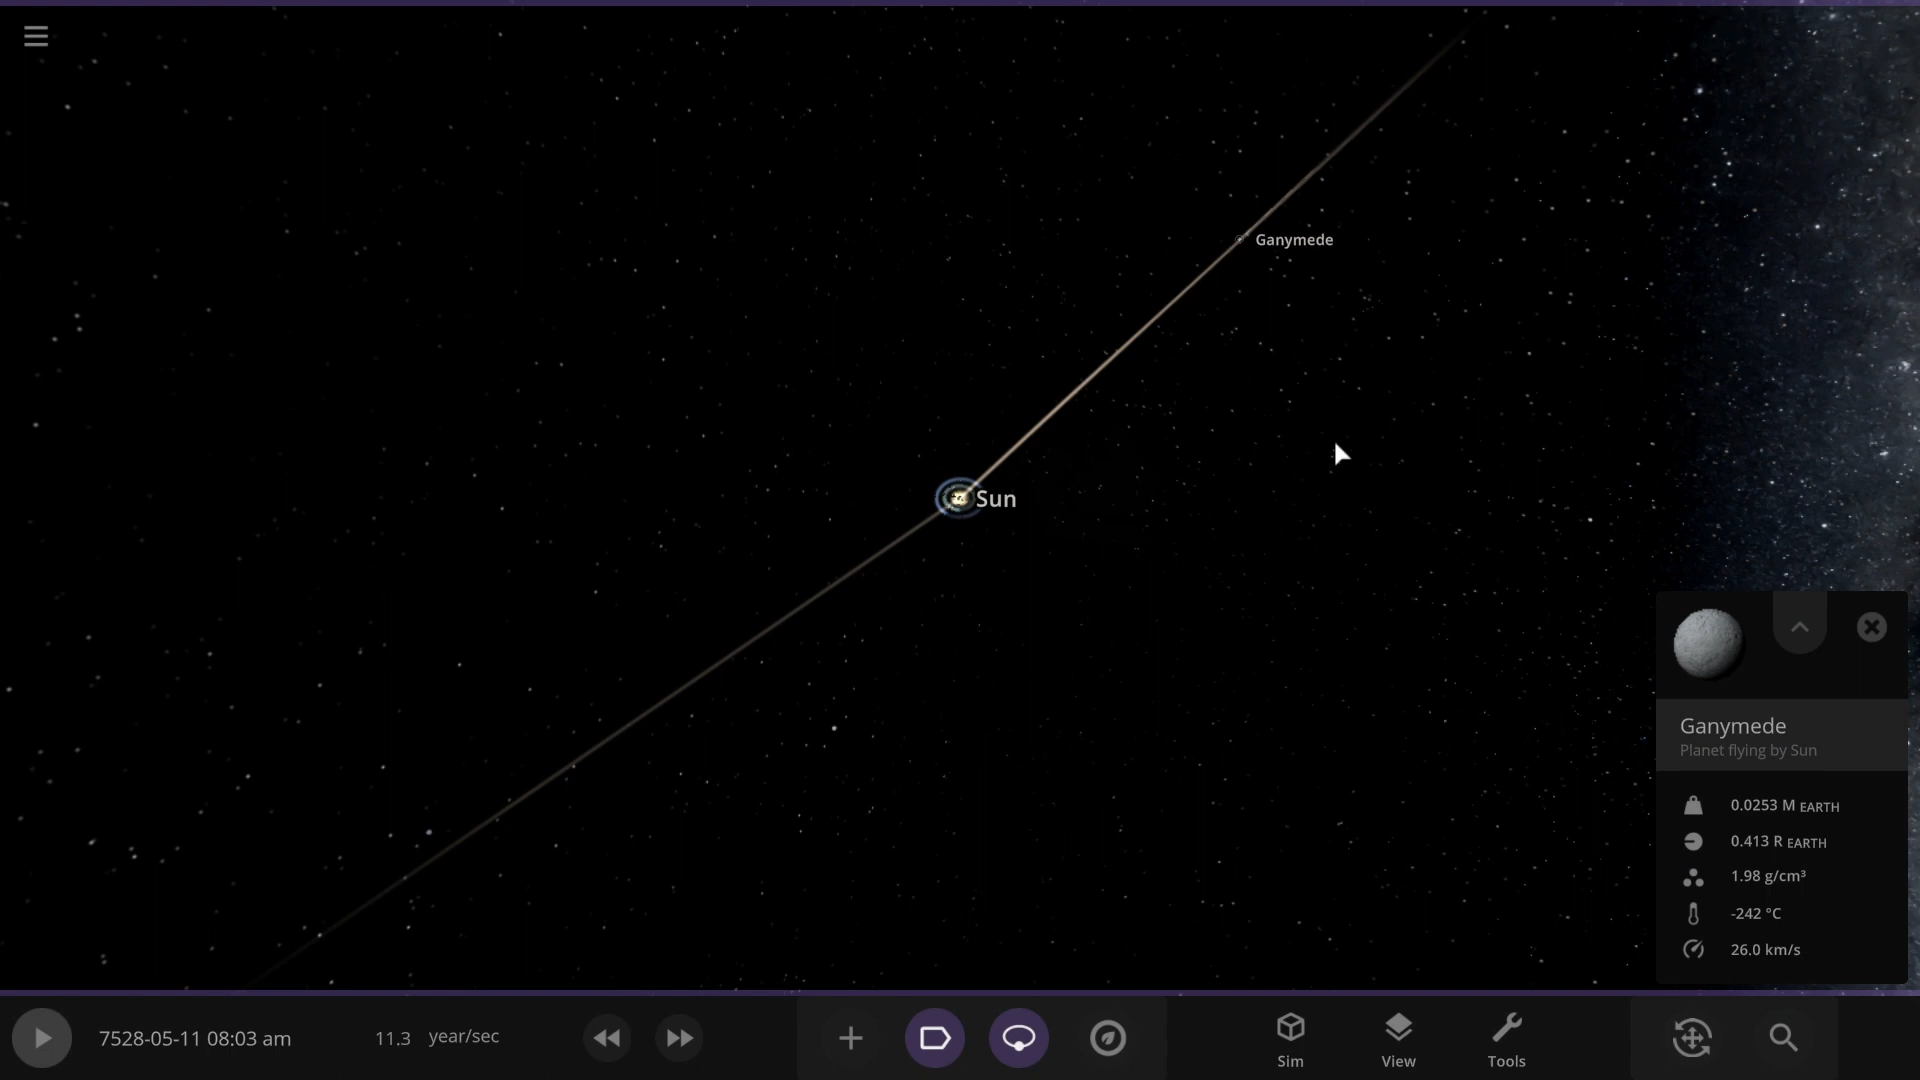 Ganymede
Sun
Ganymede
Planet flying by Sun
0.0253 M EARTH
0.413 R EARTH
1.98 g/cm³
-242 °C
26.0 km/s
7528-05-11 08:03 am
11.3 year/sec
Sim
View
Tools